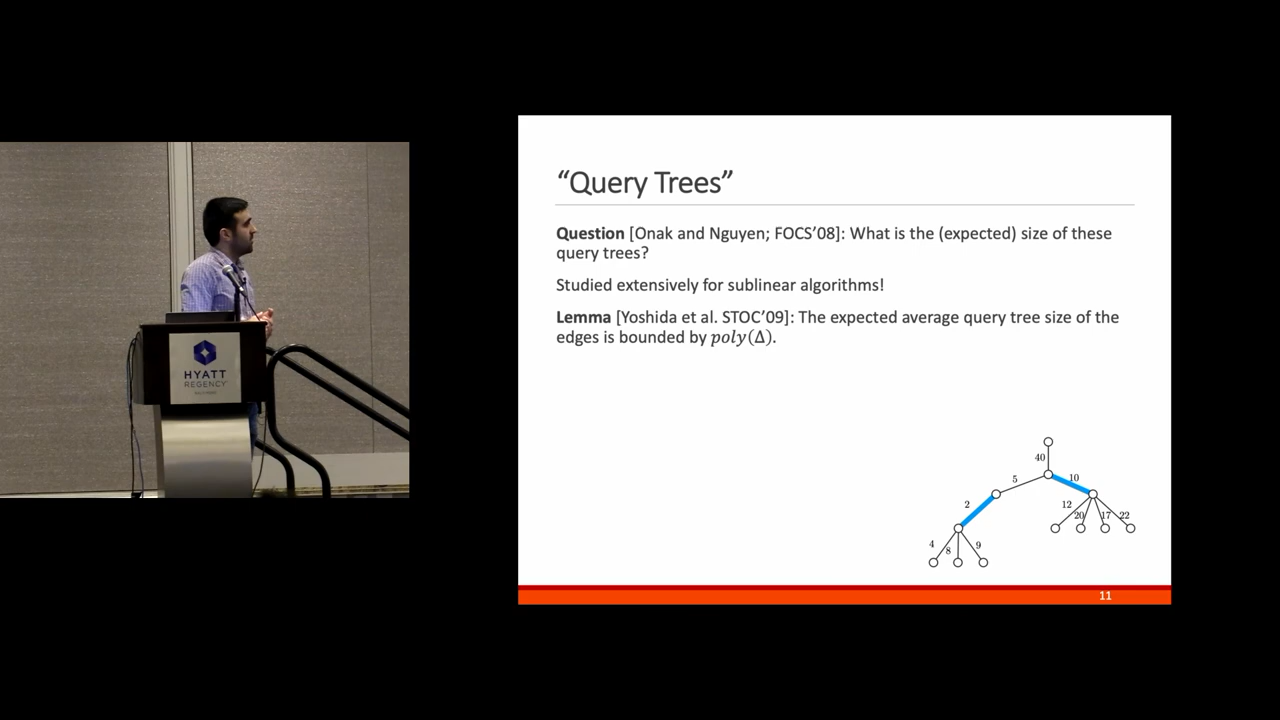 HYATT
REGENCY
“Query Trees”
Question [Onak and Nguyen; FOCS’08]: What is the (expected) size of these
query trees?
Studied extensively for sublinear algorithms!
Lemma [Yoshida et al. STOC’09]: The expected average query tree size of the
edges is bounded by poly(Δ).
40
5
10
2
12
20
17
22
4
8
9
11